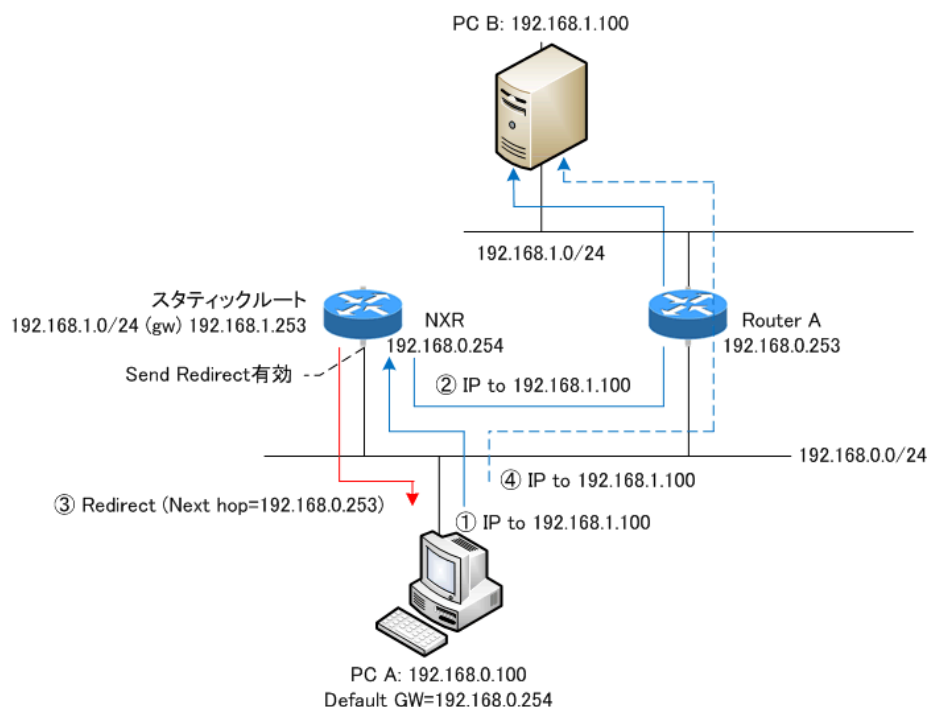 PC B: 192.168.1.100
192.168.1.0/24
スタティックルート
192.168.1.0/24 (gw) 192.168.1.253
NXR
192.168.0.254
Router A
192.168.0.253
Send Redirect有効
② IP to 192.168.1.100
192.168.0.0/24
④ IP to 192.168.1.100
③ Redirect (Next hop=192.168.0.253)
① IP to 192.168.1.100
PC A: 192.168.0.100
Default GW=192.168.0.254